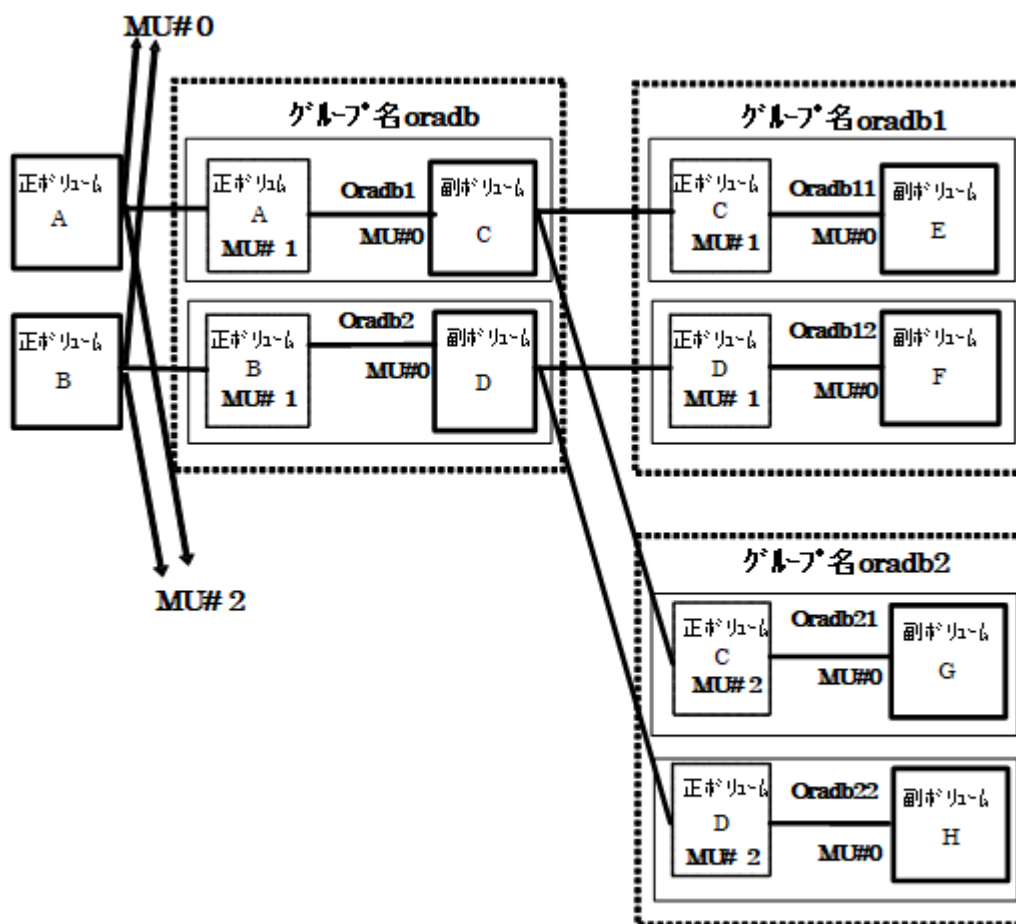 MU# 0
グループ名oradb
正ボリューム
A
正ボリューム
A
MU# 1
Oradb1
MU#0
副ボリューム
C
正ボリューム
B
正ボリューム
B
MU# 1
Oradb2
MU#0
副ボリューム
D
MU# 2
グループ名oradb1
正ボリューム
C
MU# 1
Oradb11
MU#0
副ボリューム
E
正ボリューム
D
MU# 1
Oradb12
MU#0
副ボリューム
F
グループ名oradb2
正ボリューム
C
MU# 2
Oradb21
MU#0
副ボリューム
G
正ボリューム
D
MU# 2
Oradb22
MU#0
副ボリューム
H